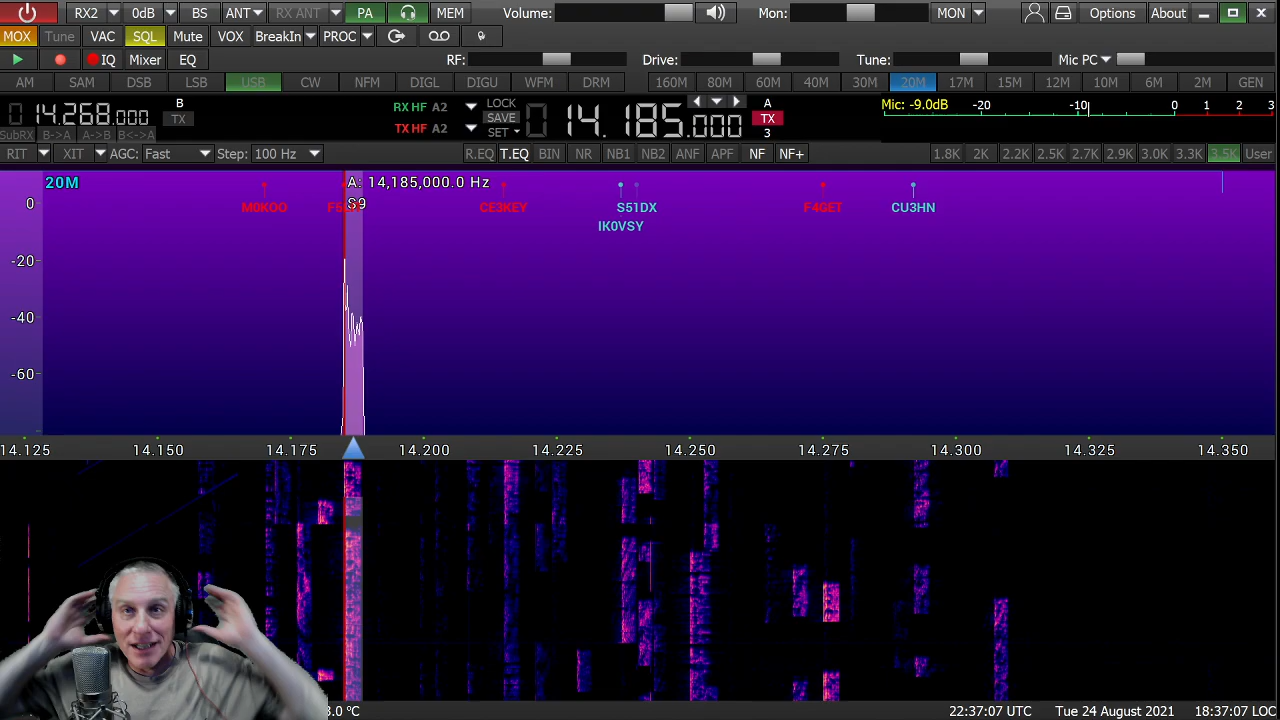 RX2 0dB BS ANT RX ANT PA MEM Volume: Mon: MON Options About
MOX Tune VAC SQL Mute VOX BreakIn PROC
IQ Mixer EQ RF: Drive: Tune: Mic PC
AM SAM DSB LSB USB CW NFM DIGL DIGU WFM DRM 160M 80M 60M 40M 30M 20M 17M 15M 12M 10M 6M 2M GEN
0 14.268.000 B TX RX HF A2 LOCK 0 14.185.000 A TX 3 Mic: -9.0dB -20 -10 0 1 2 3
TX HF A2 SAVE
SubRX B->A A->B B<->A SET
RIT XIT AGC: Fast Step: 100 Hz R.EQ T.EQ BIN NR NB1 NB2 ANF APF NF NF+ 1.8K 2K 2.2K 2.5K 2.7K 2.9K 3.0K 3.3K 3.5K User
20M A: 14,185,000.0 Hz
0 S9
M0KOO CE3KEY S51DX F4GET CU3HN
IK0VSY
-20
-40
-60
14.125 14.150 14.175 14.200 14.225 14.250 14.275 14.300 14.325 14.350
.0 °C 22:37:07 UTC Tue 24 August 2021 18:37:07 LOC